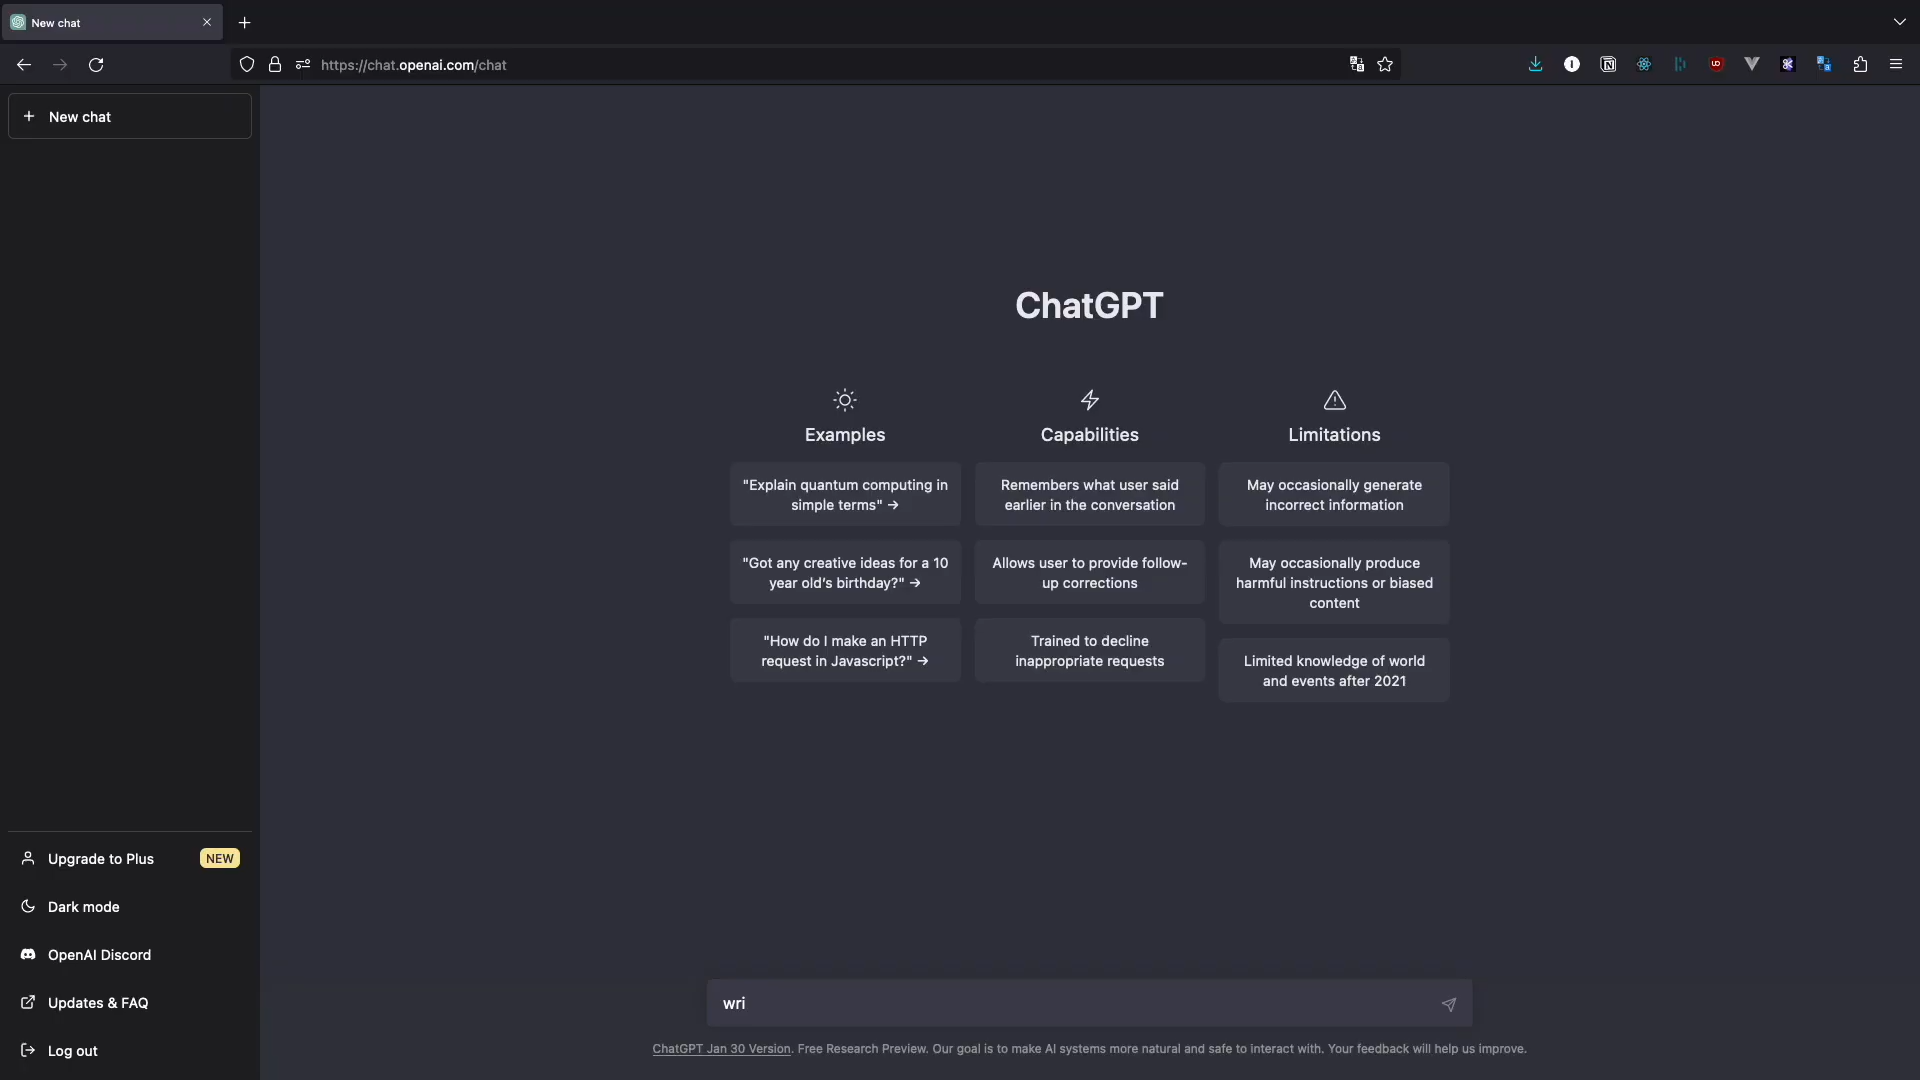 New chat
https://chat.openai.com/chat
New chat
ChatGPT
Examples
"Explain quantum computing in
simple terms" →
"Got any creative ideas for a 10
year old's birthday?" →
"How do I make an HTTP
request in Javascript?" →
Capabilities
Remembers what user said
earlier in the conversation
Allows user to provide follow-
up corrections
Trained to decline
inappropriate requests
Limitations
May occasionally generate
incorrect information
May occasionally produce
harmful instructions or biased
content
Limited knowledge of world
and events after 2021
Upgrade to Plus NEW
Dark mode
OpenAI Discord
Updates & FAQ
Log out
wri
ChatGPT Jan 30 Version. Free Research Preview. Our goal is to make AI systems more natural and safe to interact with. Your feedback will help us improve.